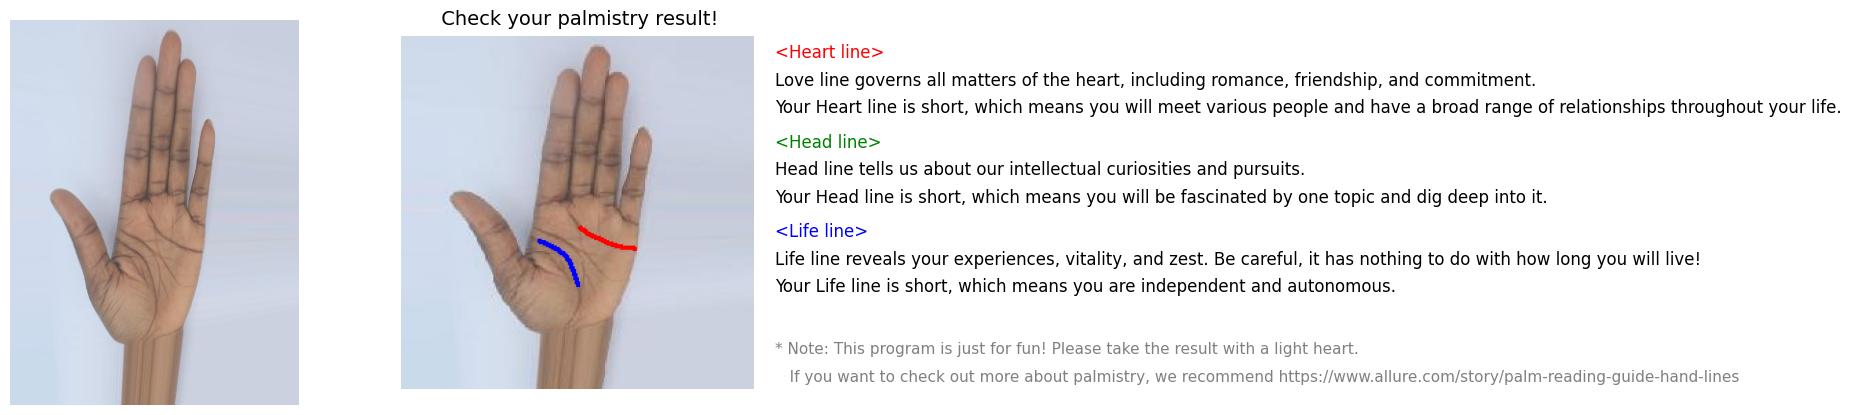 Check your palmistry result!
<Heart line>
Love line governs all matters of the heart, including romance, friendship, and commitment.
Your Heart line is short, which means you will meet various people and have a broad range of relationships throughout your life.
<Head line>
Head line tells us about our intellectual curiosities and pursuits.
Your Head line is short, which means you will be fascinated by one topic and dig deep into it.
<Life line>
Life line reveals your experiences, vitality, and zest. Be careful, it has nothing to do with how long you will live!
Your Life line is short, which means you are independent and autonomous.
* Note: This program is just for fun! Please take the result with a light heart.
If you want to check out more about palmistry, we recommend https://www.allure.com/story/palm-reading-guide-hand-lines